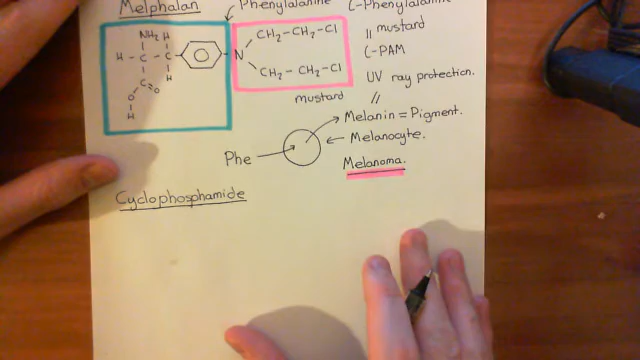 Melphalan
Phenylalanine
L-Phenylalanine
mustard
L-PAM
NH2 H
H - C - C
H
C
O
O
H
N
CH2-CH2-Cl
CH2-CH2-Cl
mustard
UV ray protection.
Melanin = Pigment.
Melanocyte.
Phe
Melanoma.
Cyclophosphamide